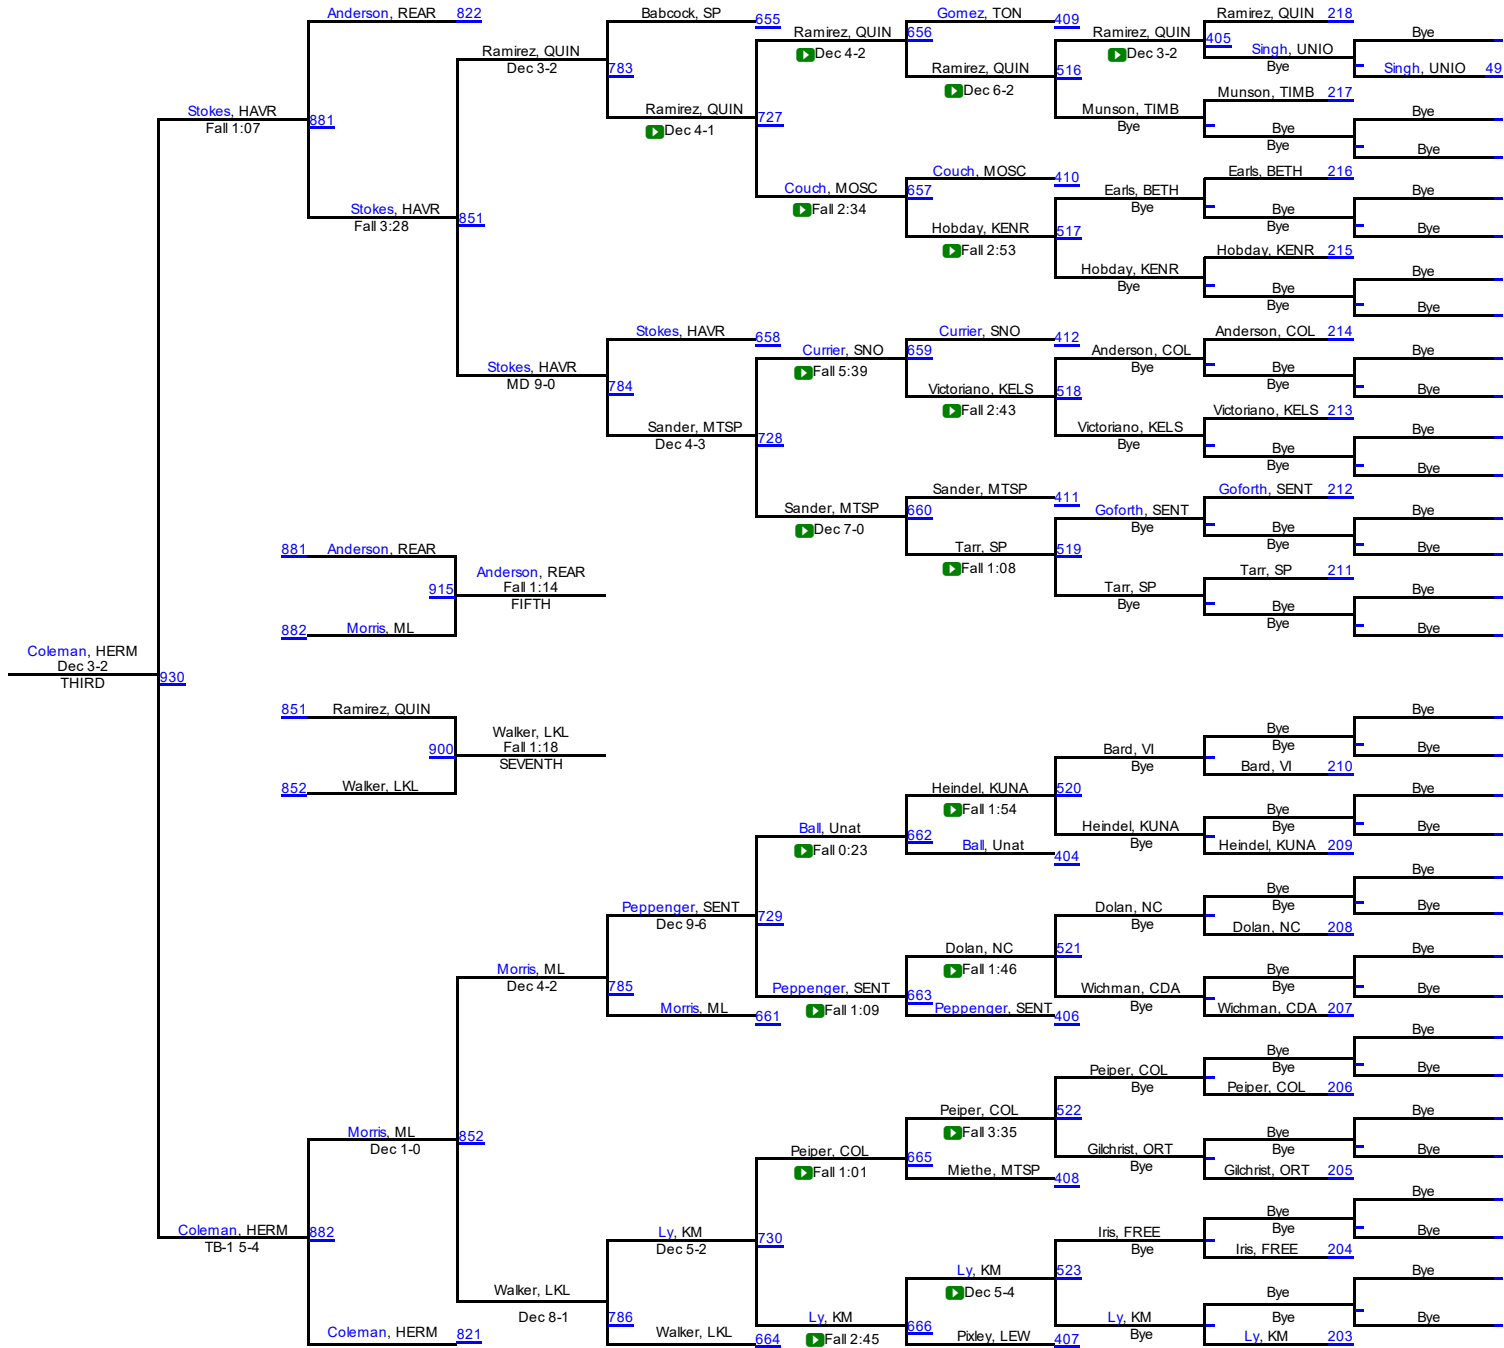 Anderson, REAR 822 Babcock, SP 655 Gomez, TON 409 Ramirez, QUIN 218
Ramirez, QUIN 656 Ramirez, QUIN 405 Bye
Ramirez, QUIN 783 Dec 4-2 Dec 3-2 Singh, UNIO
Dec 3-2 Ramirez, QUIN 516 Bye Singh, UNIO 49
Dec 6-2 Munson, TIMB 217
Stokes, HAVR 881 Ramirez, QUIN 727 Munson, TIMB Bye
Fall 1:07 Dec 4-1 Bye Bye
Bye Bye
Couch, MOSC 410 Earls, BETH 216
Couch, MOSC 657 Earls, BETH Bye
Stokes, HAVR 851 Fall 2:34 Bye Bye
Fall 3:28 Hobday, KENR 517 Bye Bye
Fall 2:53 Hobday, KENR 215
Hobday, KENR Bye
Bye Bye
Bye Bye
Stokes, HAVR 658 Currier, SNO 412 Anderson, COL 214
Currier, SNO 659 Anderson, COL Bye
Stokes, HAVR 784 Fall 5:39 Bye Bye
MD 9-0 Victoriano, KELS 518 Bye Bye
Fall 2:43 Victoriano, KELS 213
Sander, MTSP 728 Victoriano, KELS Bye
Dec 4-3 Bye Bye
Bye Bye
Sander, MTSP 411 Goforth, SENT 212
Sander, MTSP 660 Goforth, SENT Bye
Dec 7-0 Bye Bye
881 Anderson, REAR Tarr, SP 519 Bye Bye
Anderson, REAR Fall 1:08 Tarr, SP 211
915 Fall 1:14 Tarr, SP Bye
FIFTH Bye Bye
882 Morris, ML Bye Bye
Coleman, HERM
Dec 3-2
THIRD 930
851 Ramirez, QUIN Bye
Walker, LKL Bye
900 Fall 1:18 Bard, VI Bye Bye
SEVENTH Bye Bard, VI 210
852 Walker, LKL Heindel, KUNA 520 Bye
Fall 1:54 Bye
Ball, Unat 662 Heindel, KUNA Bye Bye
Fall 0:23 Ball, Unat 404 Bye Heindel, KUNA 209
Bye
Bye
Peppenger, SENT 729 Dolan, NC Bye Bye
Dec 9-6 Bye Dolan, NC 208
Dolan, NC 521 Bye
Morris, ML 785 Fall 1:46 Bye
Dec 4-2 Peppenger, SENT 663 Wichman, CDA Bye Bye
Morris, ML 661 Fall 1:09 Peppenger, SENT 406 Bye Wichman, CDA 207
Bye
Bye
Peiper, COL Bye Bye
Bye Peiper, COL 206
Peiper, COL 522 Bye
Morris, ML 852 Fall 3:35 Bye
Dec 1-0 Peiper, COL 665 Gilchrist, ORT Bye Bye
Fall 1:01 Miethe, MTSP 408 Bye Gilchrist, ORT 205
Bye
Bye
Coleman, HERM 882 Ly, KM 730 Iris, FREE Bye Bye
TB-1 5-4 Dec 5-2 Bye Iris, FREE 204
Ly, KM 523 Bye
Walker, LKL 786 Dec 5-4 Bye
Dec 8-1 Ly, KM 666 Ly, KM Bye Bye
Coleman, HERM 821 Walker, LKL 664 Fall 2:45 Pixley, LEW 407 Bye Ly, KM 203